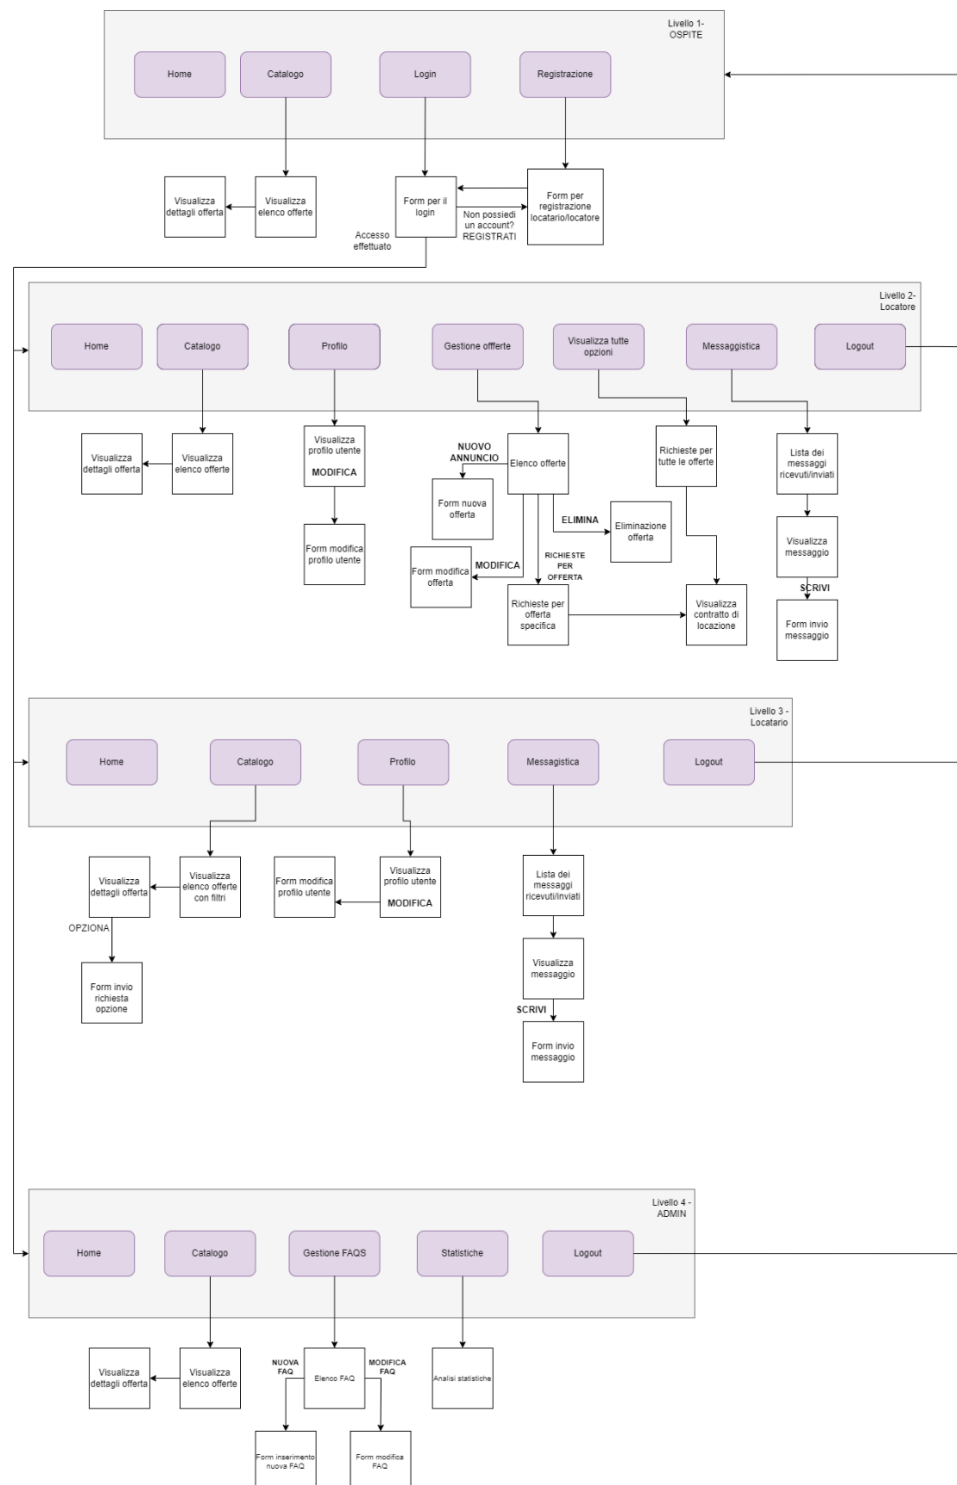 Livello 1-
OSPITE
Home
Catalogo
Login
Registrazione
Visualizza
dettagli offerta
Visualizza
elenco offerte
Form per il
login
Non possiedi
un account?
REGISTRATI
Form per
registrazione
locatario/locatore
Accesso
effettuato
Livello 2-
Locatore
Home
Catalogo
Profilo
Gestione offferte
Visualizza tutte
opzioni
Messaggistica
Logout
Visualizza
dettagli offerta
Visualizza
elenco offerte
Visualizza
profilo utente
MODIFICA
Form modifica
profilo utente
NUOVO
ANNUNCIO
Elenco offerte
Form nuova
offerta
ELIMINA
Eliminazione
offerta
MODIFICA
Form modifica
offerta
RICHIESTE
PER
OFFERTA
Richieste per
offerta
specifica
Richieste per
tutte le offerte
Visualizza
contratto di
locazione
Lista dei
messaggi
ricevuti/inviati
Visualizza
messaggio
SCRIVI
Form invio
messaggio
Livello 3 -
Locatario
Home
Catalogo
Profilo
Messagistica
Logout
Visualizza
dettagli offerta
Visualizza
elenco offerte
con filtri
OPZIONA
Form invio
richiesta
opzione
Form modifica
profilo utente
Visualizza
profilo utente
MODIFICA
Lista dei
messaggi
ricevuti/inviati
Visualizza
messaggio
SCRIVI
Form invio
messaggio
Livello 4 -
ADMIN
Home
Catalogo
Gestione FAQS
Statistiche
Logout
Visualizza
dettagli offerta
Visualizza
elenco offerte
NUOVA
FAQ
Elenco FAQ
MODIFICA
FAQ
Analisi statistiche
Form inserimento
nuova FAQ
Form modifica
FAQ